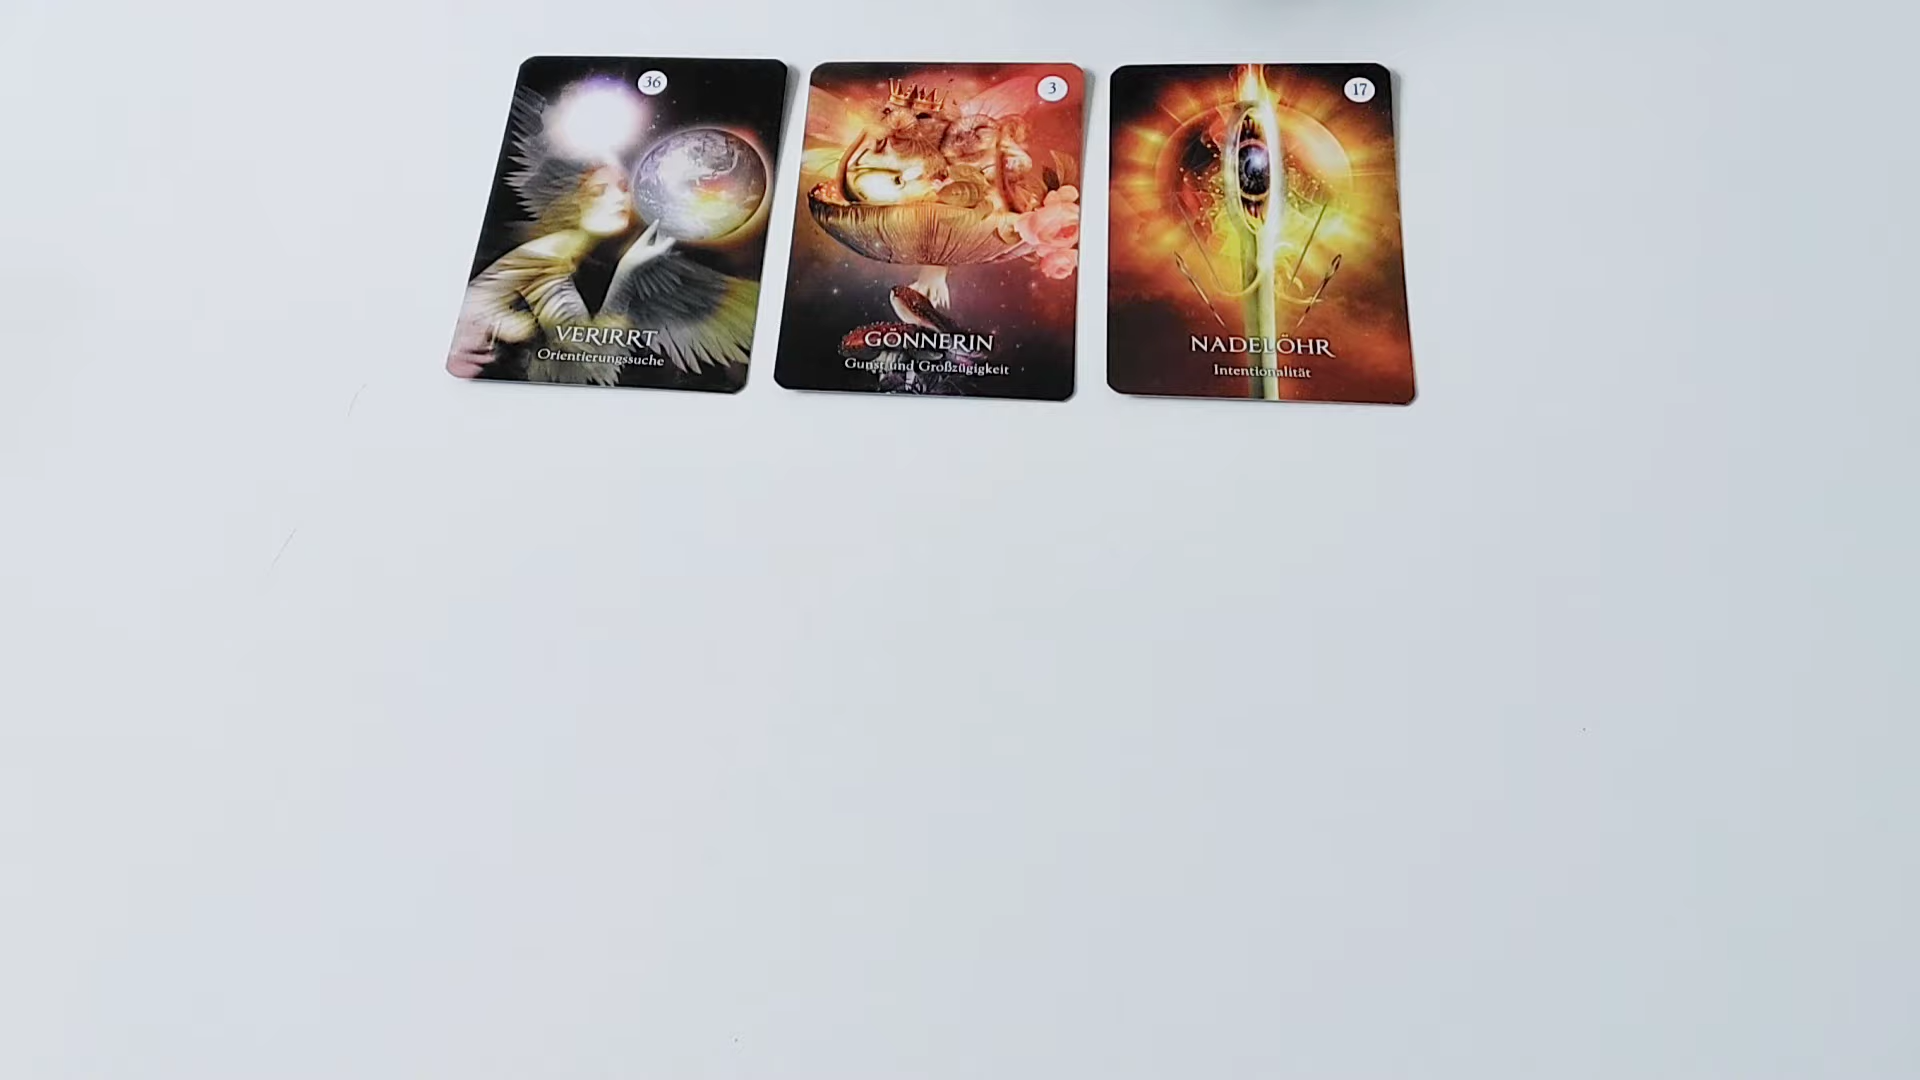 36
VERIRRT
Orientierungssuche
3
GÖNNERIN
Gunst und Großzügigkeit
17
NADELÖHR
Intentionalität